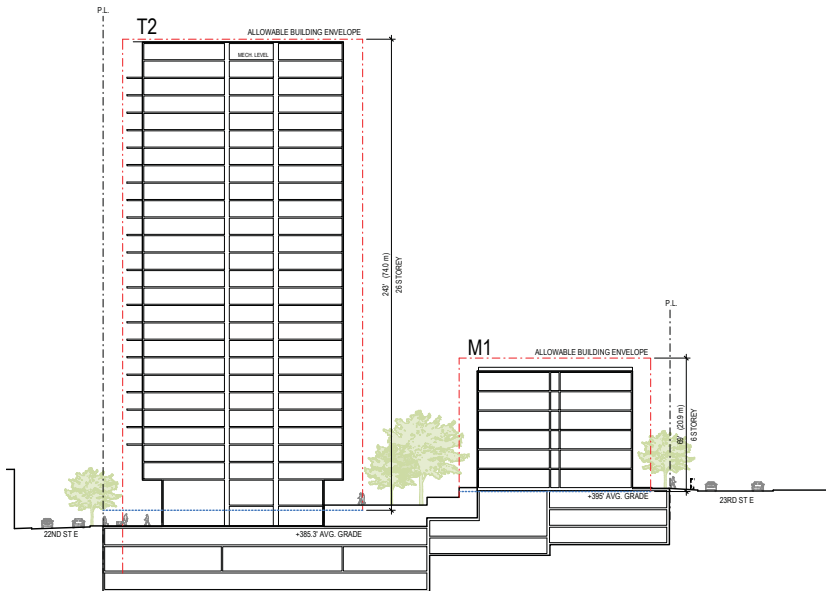 P.L.
T2
ALLOWABLE BUILDING ENVELOPE
MECH. LEVEL
243' (74.0 m)
26 STOREY
P.L.
M1
ALLOWABLE BUILDING ENVELOPE
69' (20.9 m)
6 STOREY
+395' AVG. GRADE
23RD ST E
22ND ST E
+385.3' AVG. GRADE